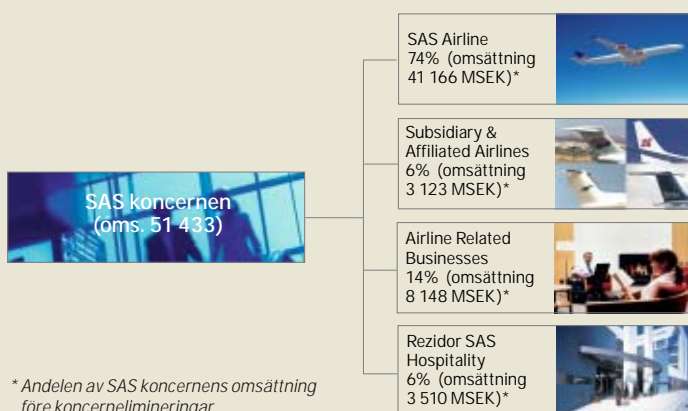 SAS Airline
74% (omsättning
41 166 MSEK)*
Subsidiary &
Affiliated Airlines
6% (omsättning
3 123 MSEK)*
SAS koncernen
(oms. 51 433)
Airline Related
Businesses
14% (omsättning
8 148 MSEK)*
Rezidor SAS
Hospitality
6% (omsättning
3 510 MSEK)*
* Andelen av SAS koncernens omsättning
före koncernelimineringar